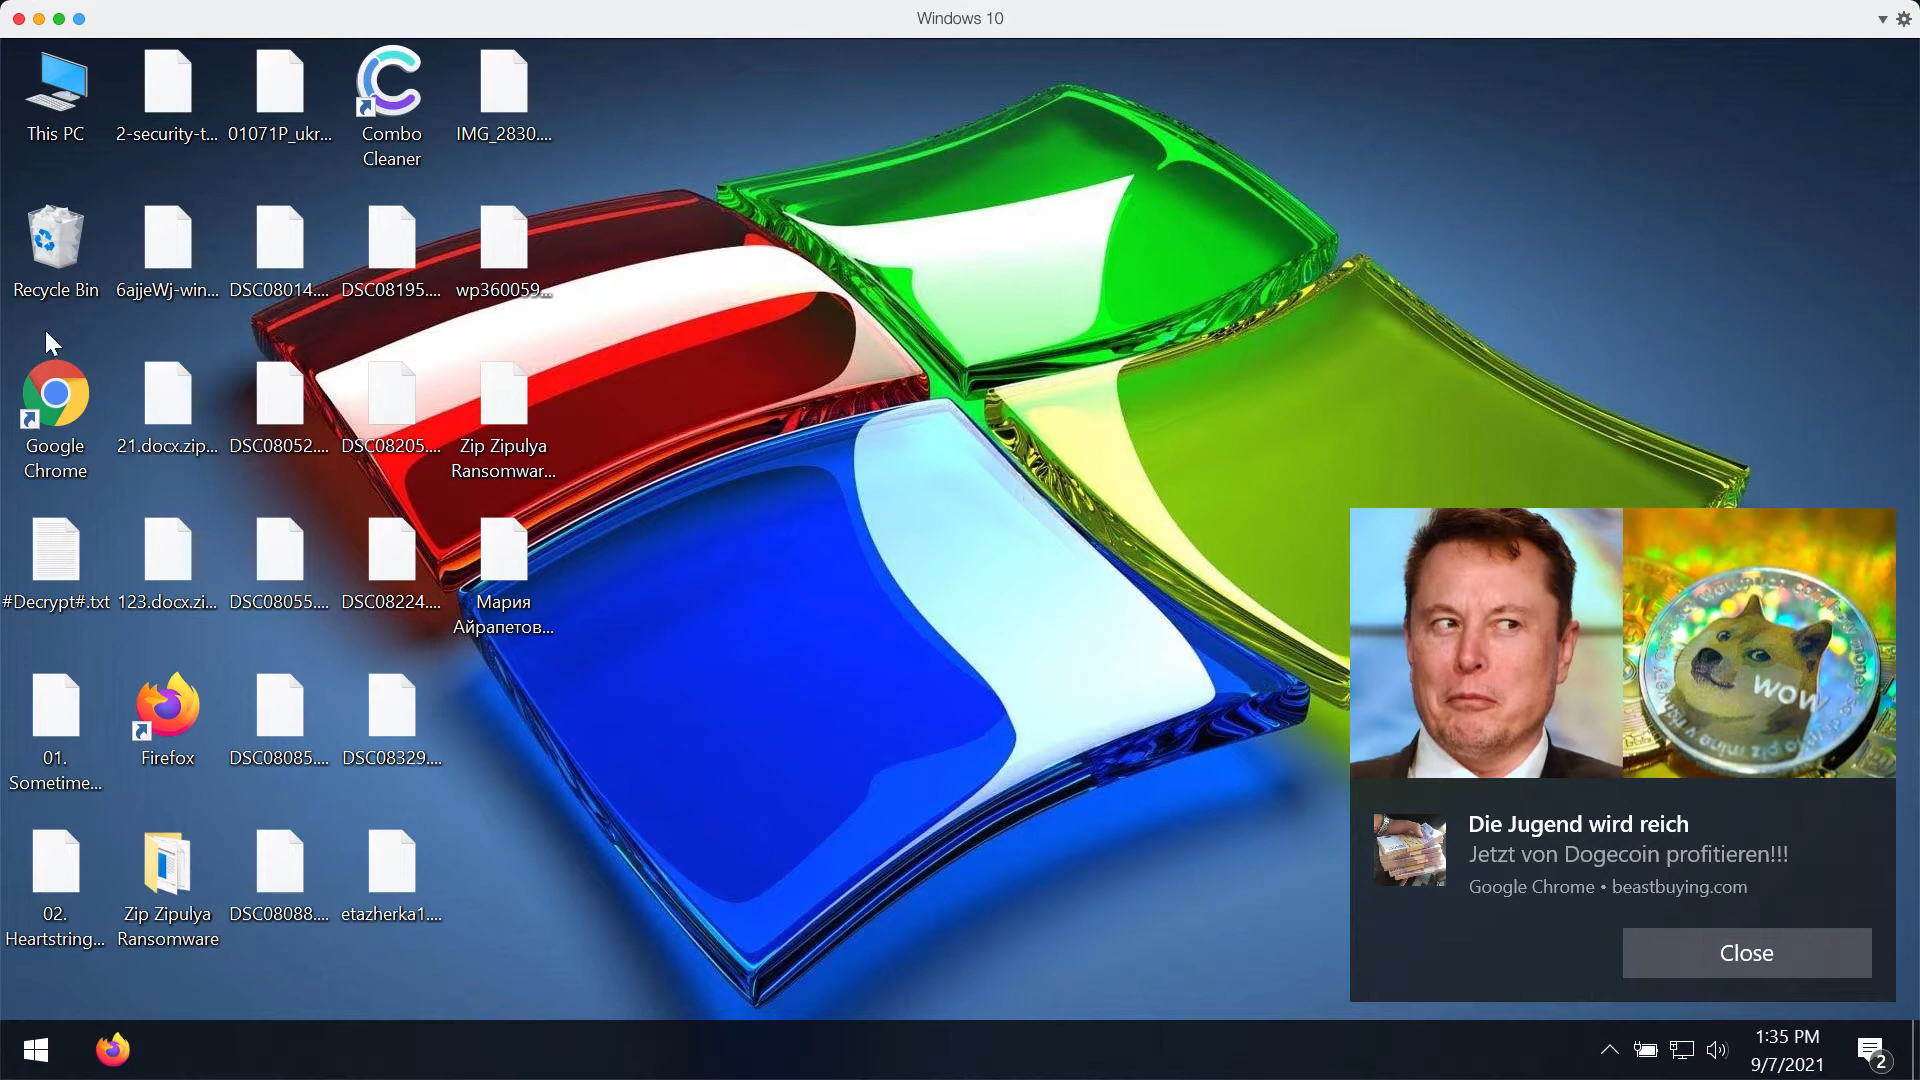 Windows 10
This PC
2-security-t...
01071P_ukr...
Combo
Cleaner
IMG_2830....
Recycle Bin
6ajjeWj-win...
DSC08014....
DSC08195....
wp360059...
Google
Chrome
21.docx.zip...
DSC08052....
DSC08205....
Zip Zipulya
Ransomwar...
#Decrypt#.txt
123.docx.zi...
DSC08055....
DSC08224....
Мария
Айрапетов...
01.
Sometime...
Firefox
DSC08085....
DSC08329....
02.
Heartstring...
Zip Zipulya
Ransomware
DSC08088....
etazherka1....
WOW
Die Jugend wird reich
Jetzt von Dogecoin profitieren!!!
Google Chrome • beastbuying.com
Close
1:35 PM
9/7/2021
2